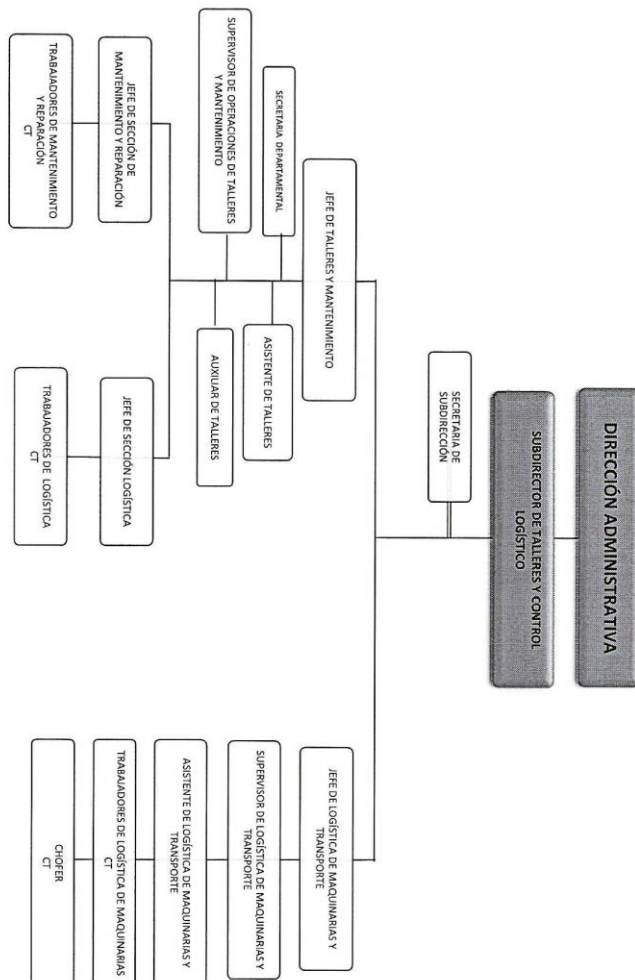 DIRECCIÓN ADMINISTRATIVA
SUBDIRECTOR DE TALLERES Y CONTROL
LOGÍSTICO
SECRETARIA DE
SUBDIRECCIÓN
JEFE DE TALLERES Y MANTENIMIENTO
SECRETARIA DEPARTAMENTAL
ASISTENTE DE TALLERES
SUPERVISOR DE OPERACIONES DE TALLERES
Y MANTENIMIENTO
AUXILIAR DE TALLERES
JEFE DE SECCIÓN DE
MANTENIMIENTO Y REPARACIÓN
TRABAJADORES DE MANTENIMIENTO
Y REPARACIÓN
CT
JEFE DE SECCIÓN LOGÍSTICA
TRABAJADORES DE LOGÍSTICA
CT
JEFE DE LOGÍSTICA DE MAQUINARIAS Y
TRANSPORTE
SUPERVISOR DE LOGÍSTICA DE MAQUINARIAS Y
TRANSPORTE
ASISTENTE DE LOGÍSTICA DE MAQUINARIAS Y
TRANSPORTE
TRABAJADORES DE LOGÍSTICA DE MAQUINARIAS
CT
CHOFER
CT